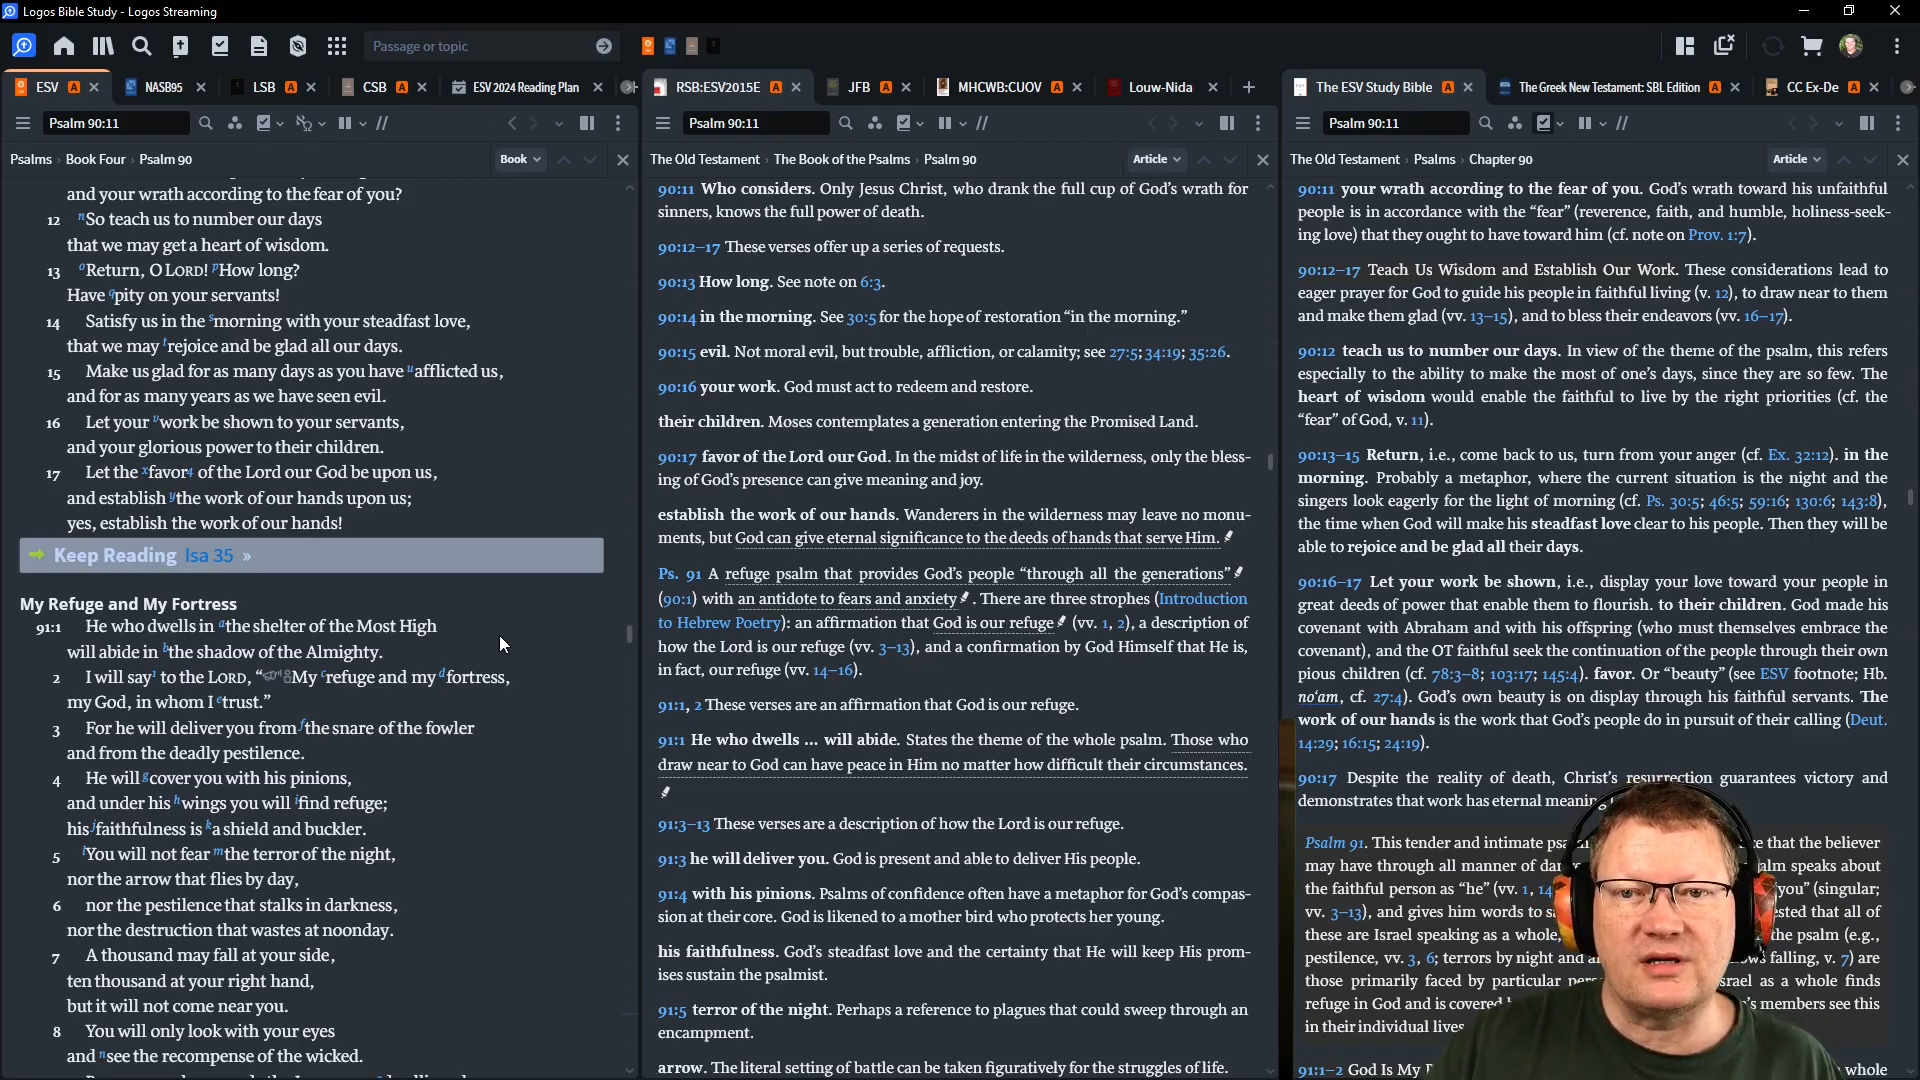 Logos Bible Study - Logos Streaming
Passage or topic
ESV A
NASB95
LSB A
CSB A
ESV 2024 Reading Plan
RSB:ESV2015E A
JFB A
MHCWB:CUOV A
Louw-Nida
The ESV Study Bible A
The Greek New Testament: SBL Edition A
CC Ex-De A
Psalm 90:11
Psalm 90:11
Psalm 90:11
Psalms › Book Four › Psalm 90
Book
and your wrath according to the fear of you?
12 nSo teach us to number our days
that we may get a heart of wisdom.
13 oReturn, O LORD! pHow long?
Have qpity on your servants!
14 Satisfy us in the smorning with your steadfast love,
that we may trejoice and be glad all our days.
15 Make us glad for as many days as you have uafflicted us,
and for as many years as we have seen evil.
16 Let your vwork be shown to your servants,
and your glorious power to their children.
17 Let the xfavor4 of the Lord our God be upon us,
and establish ythe work of our hands upon us;
yes, establish the work of our hands!
Keep Reading Isa 35 »
My Refuge and My Fortress
91:1 He who dwells in athe shelter of the Most High
will abide in bthe shadow of the Almighty.
2 I will say1 to the LORD, “My crefuge and my dfortress,
my God, in whom I etrust.”
3 For he will deliver you from fthe snare of the fowler
and from the deadly pestilence.
4 He will gcover you with his pinions,
and under his hwings you will ifind refuge;
his jfaithfulness is ka shield and buckler.
5 lYou will not fear mthe terror of the night,
nor the arrow that flies by day,
6 nor the pestilence that stalks in darkness,
nor the destruction that wastes at noonday.
7 A thousand may fall at your side,
ten thousand at your right hand,
but it will not come near you.
8 You will only look with your eyes
and nsee the recompense of the wicked.
The Old Testament › The Book of the Psalms › Psalm 90
Article
90:11 Who considers. Only Jesus Christ, who drank the full cup of God’s wrath for
sinners, knows the full power of death.
90:12–17 These verses offer up a series of requests.
90:13 How long. See note on 6:3.
90:14 in the morning. See 30:5 for the hope of restoration “in the morning.”
90:15 evil. Not moral evil, but trouble, affliction, or calamity; see 27:5; 34:19; 35:26.
90:16 your work. God must act to redeem and restore.
their children. Moses contemplates a generation entering the Promised Land.
90:17 favor of the Lord our God. In the midst of life in the wilderness, only the bless-
ing of God’s presence can give meaning and joy.
establish the work of our hands. Wanderers in the wilderness may leave no monu-
ments, but God can give eternal significance to the deeds of hands that serve Him.
Ps. 91 A refuge psalm that provides God’s people “through all the generations”
(90:1) with an antidote to fears and anxiety. There are three strophes (Introduction
to Hebrew Poetry): an affirmation that God is our refuge (vv. 1, 2), a description of
how the Lord is our refuge (vv. 3–13), and a confirmation by God Himself that He is,
in fact, our refuge (vv. 14–16).
91:1, 2 These verses are an affirmation that God is our refuge.
91:1 He who dwells ... will abide. States the theme of the whole psalm. Those who
draw near to God can have peace in Him no matter how difficult their circumstances.
91:3–13 These verses are a description of how the Lord is our refuge.
91:3 he will deliver you. God is present and able to deliver His people.
91:4 with his pinions. Psalms of confidence often have a metaphor for God’s compas-
sion at their core. God is likened to a mother bird who protects her young.
his faithfulness. God’s steadfast love and the certainty that He will keep His prom-
ises sustain the psalmist.
91:5 terror of the night. Perhaps a reference to plagues that could sweep through an
encampment.
arrow. The literal setting of battle can be taken figuratively for the struggles of life.
The Old Testament › Psalms › Chapter 90
Article
90:11 your wrath according to the fear of you. God’s wrath toward his unfaithful
people is in accordance with the “fear” (reverence, faith, and humble, holiness-seek-
ing love) that they ought to have toward him (cf. note on Prov. 1:7).
90:12–17 Teach Us Wisdom and Establish Our Work. These considerations lead to
eager prayer for God to guide his people in faithful living (v. 12), to draw near to them
and make them glad (vv. 13–15), and to bless their endeavors (vv. 16–17).
90:12 teach us to number our days. In view of the theme of the psalm, this refers
especially to the ability to make the most of one’s days, since they are so few. The
heart of wisdom would enable the faithful to live by the right priorities (cf. the
“fear” of God, v. 11).
90:13–15 Return, i.e., come back to us, turn from your anger (cf. Ex. 32:12). in the
morning. Probably a metaphor, where the current situation is the night and the
singers look eagerly for the light of morning (cf. Ps. 30:5; 46:5; 59:16; 130:6; 143:8),
the time when God will make his steadfast love clear to his people. Then they will be
able to rejoice and be glad all their days.
90:16–17 Let your work be shown, i.e., display your love toward your people in
great deeds of power that enable them to flourish. to their children. God made his
covenant with Abraham and with his offspring (who must themselves embrace the
covenant), and the OT faithful seek the continuation of the people through their own
pious children (cf. 78:3–8; 103:17; 145:4). favor. Or “beauty” (see ESV footnote; Hb.
no‘am, cf. 27:4). God’s own beauty is on display through his faithful servants. The
work of our hands is the work that God’s people do in pursuit of their calling (Deut.
14:29; 16:15; 24:19).
90:17 Despite the reality of death, Christ’s resurrection guarantees victory and
demonstrates that work has eternal meaning
Psalm 91. This tender and intimate that the believer
may have through all manner of alm speaks about
the faithful person as “he” (vv. 1, you” (singular;
vv. 3–13), and gives him words to ested that all of
these are Israel speaking as a whole, the psalm (e.g.,
pestilence, vv. 3, 6; terrors by night and falling, v. 7) are
those primarily faced by particular srael as a whole finds
refuge in God and is covered ’s members see this
in their individual lives
91:1–2 God Is My whole